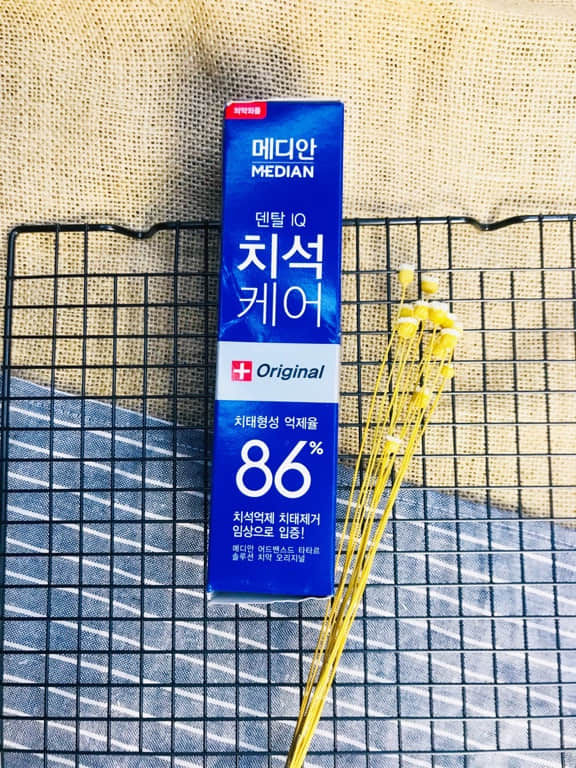 의약외품
메디안
MEDIAN
덴탈 IQ
치석
케어
Original
치태형성 억제율
86%
치석억제 치태제거
임상으로 입증!
메디안 어드밴스드 타타르
솔루션 치약 오리지널